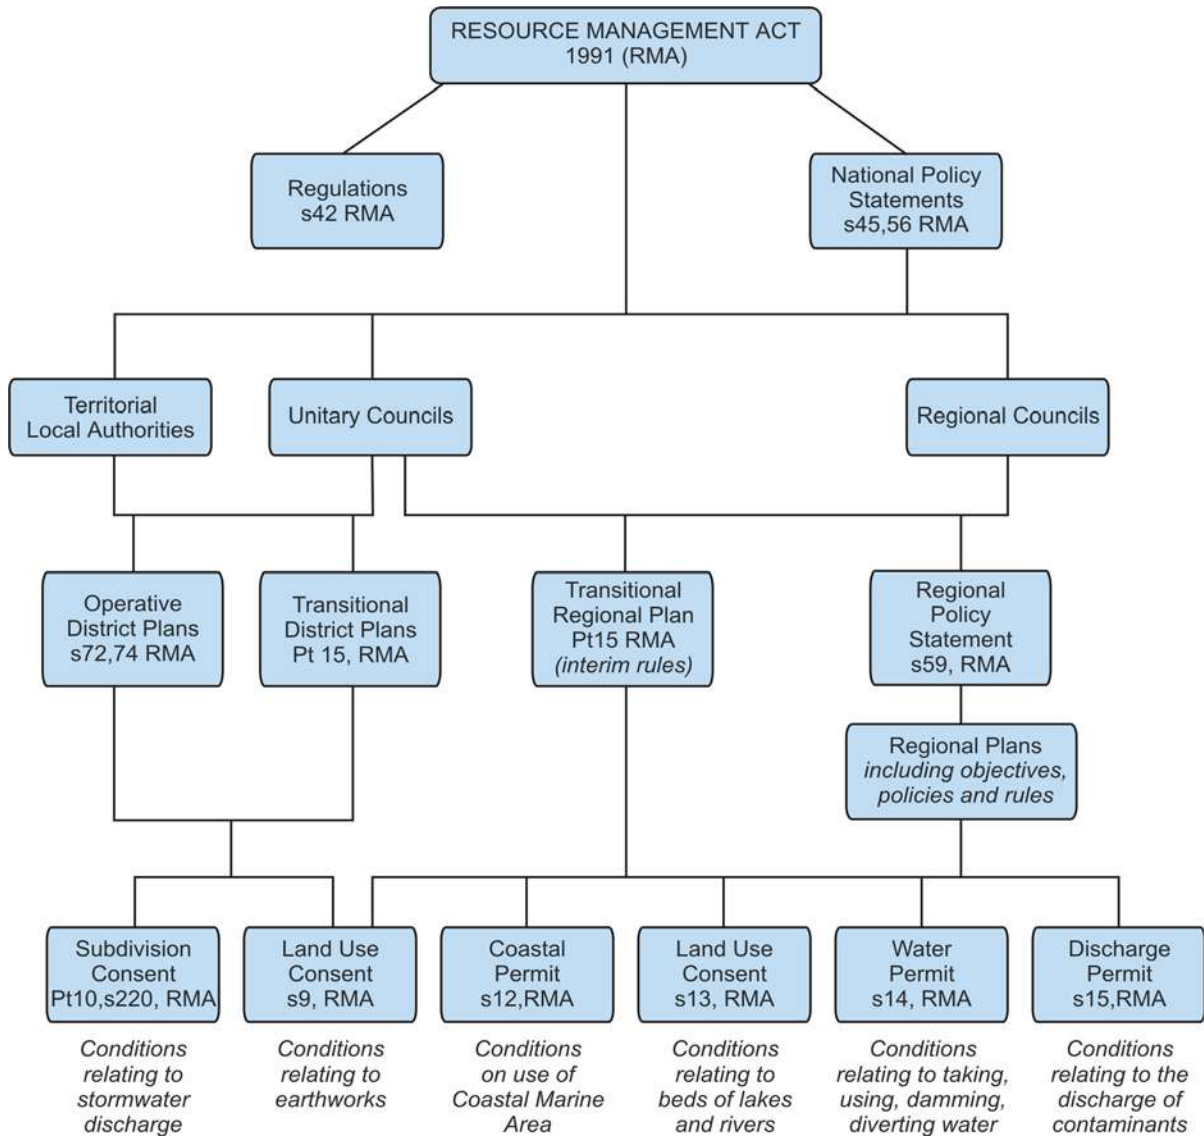 RESOURCE MANAGEMENT ACT
1991 (RMA)
Regulations
s42 RMA
National Policy
Statements
s45,56 RMA
Territorial
Local Authorities
Unitary Councils
Regional Councils
Operative
District Plans
s72,74 RMA
Transitional
District Plans
Pt 15, RMA
Transitional
Regional Plan
Pt15 RMA
(interim rules)
Regional
Policy
Statement
s59, RMA
Regional Plans
including objectives,
policies and rules
Subdivision
Consent
Pt10,s220, RMA
Land Use
Consent
s9, RMA
Coastal
Permit
s12,RMA
Land Use
Consent
s13, RMA
Water
Permit
s14, RMA
Discharge
Permit
s15,RMA
Conditions
relating to
stormwater
discharge
Conditions
relating to
earthworks
Conditions
on use of
Coastal Marine
Area
Conditions
relating to
beds of lakes
and rivers
Conditions
relating to taking,
using, damming,
diverting water
Conditions
relating to the
discharge of
contaminants